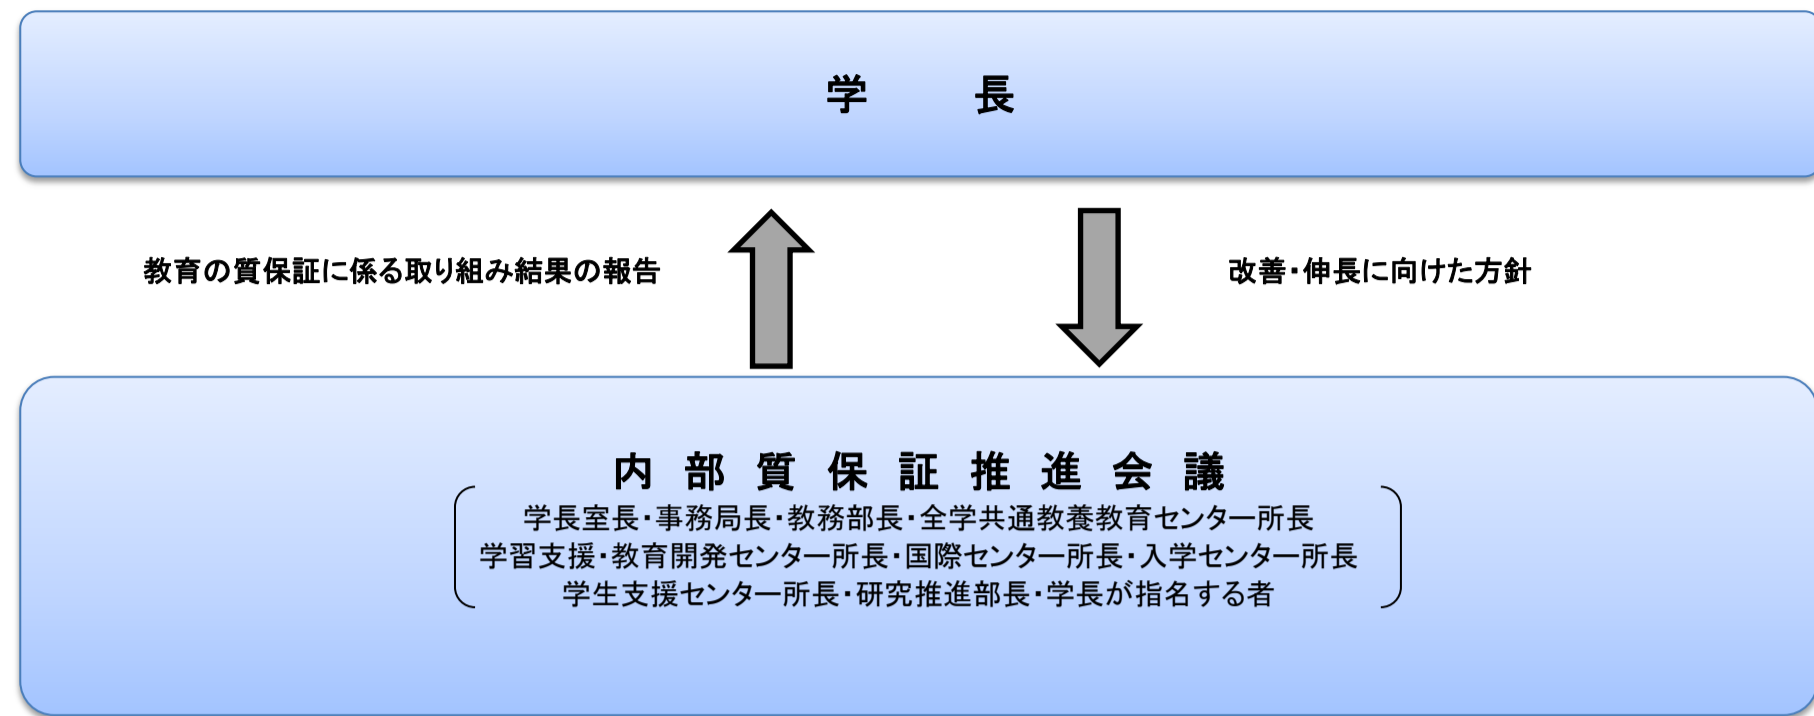 学長
教育の質保証に係る取り組み結果の報告
改善・伸長に向けた方針
内部質保証推進会議
学長室長・事務局長・教務部長・全学共通教養教育センター所長
学習支援・教育開発センター所長・国際センター所長・入学センター所長
学生支援センター所長・研究推進部長・学長が指名する者